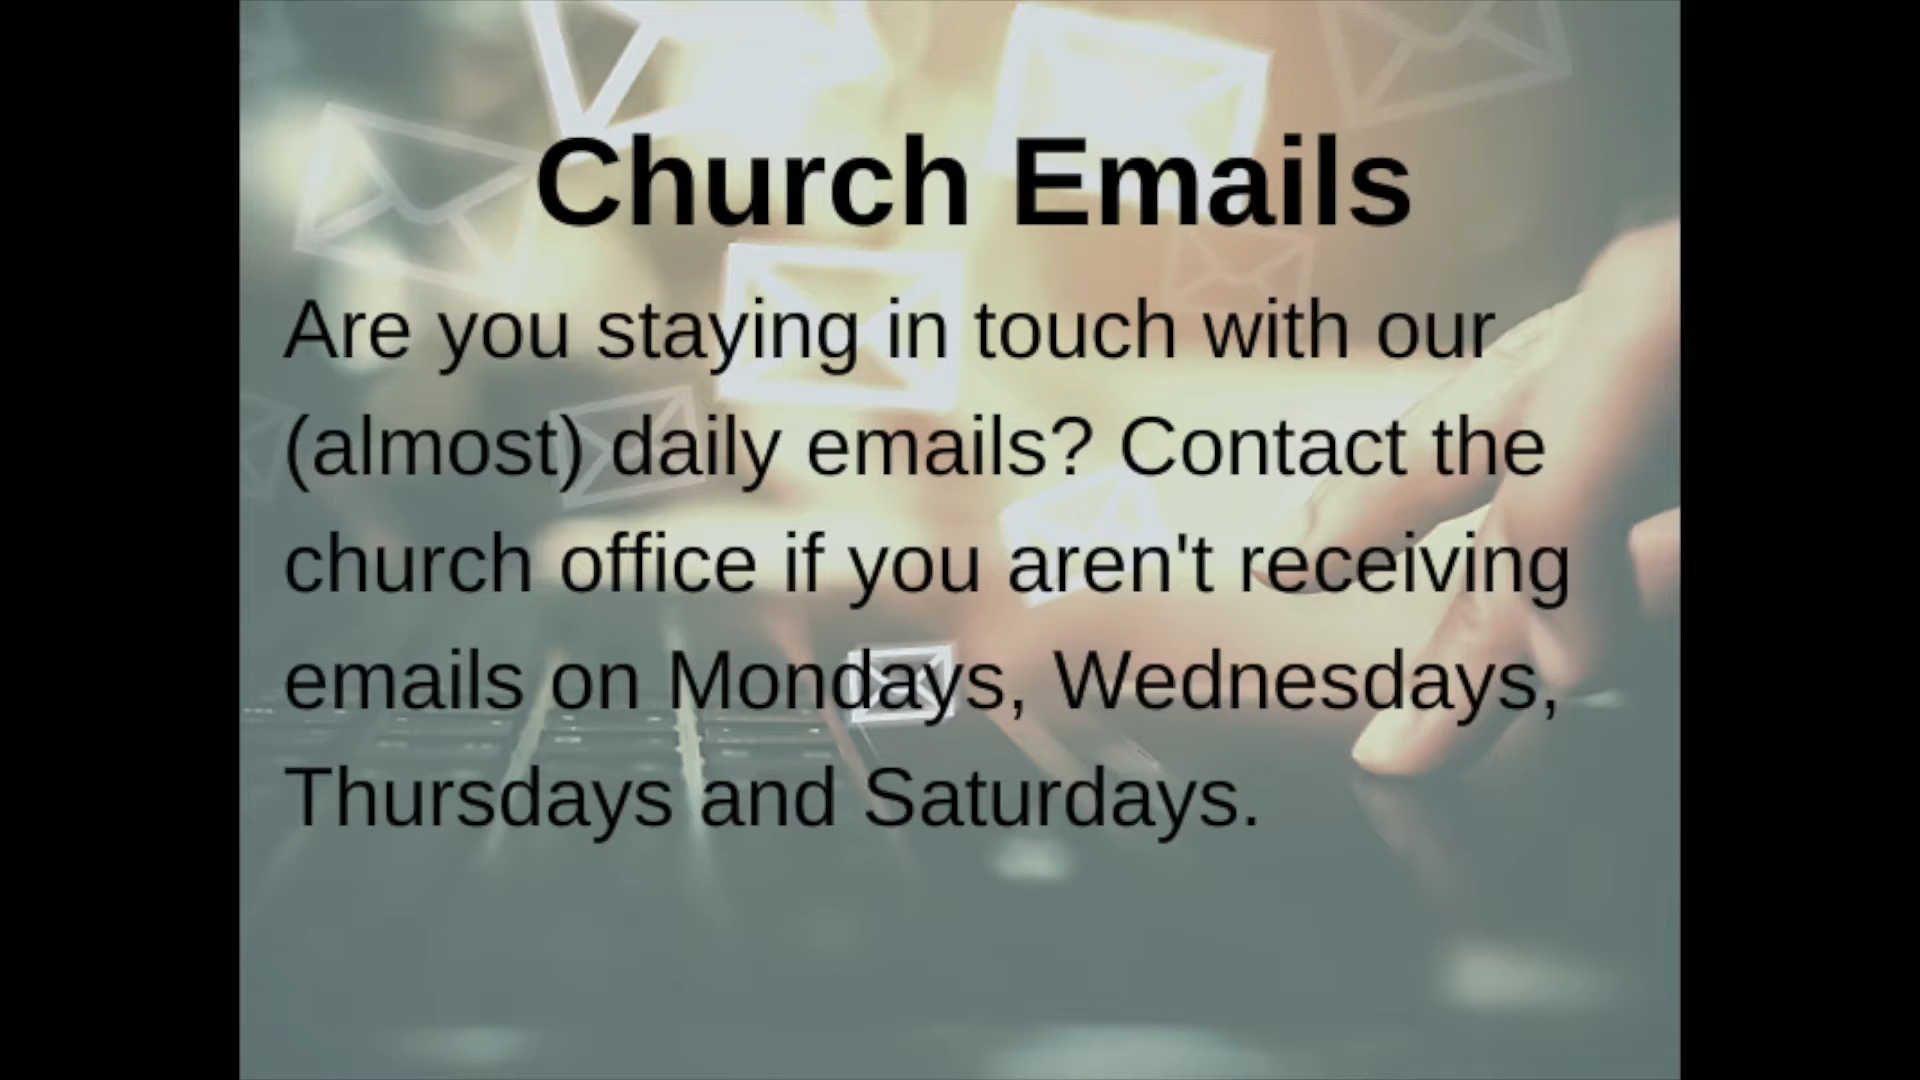 Church Emails
Are you staying in touch with our
(almost) daily emails? Contact the
church office if you aren't receiving
emails on Mondays, Wednesdays,
Thursdays and Saturdays.